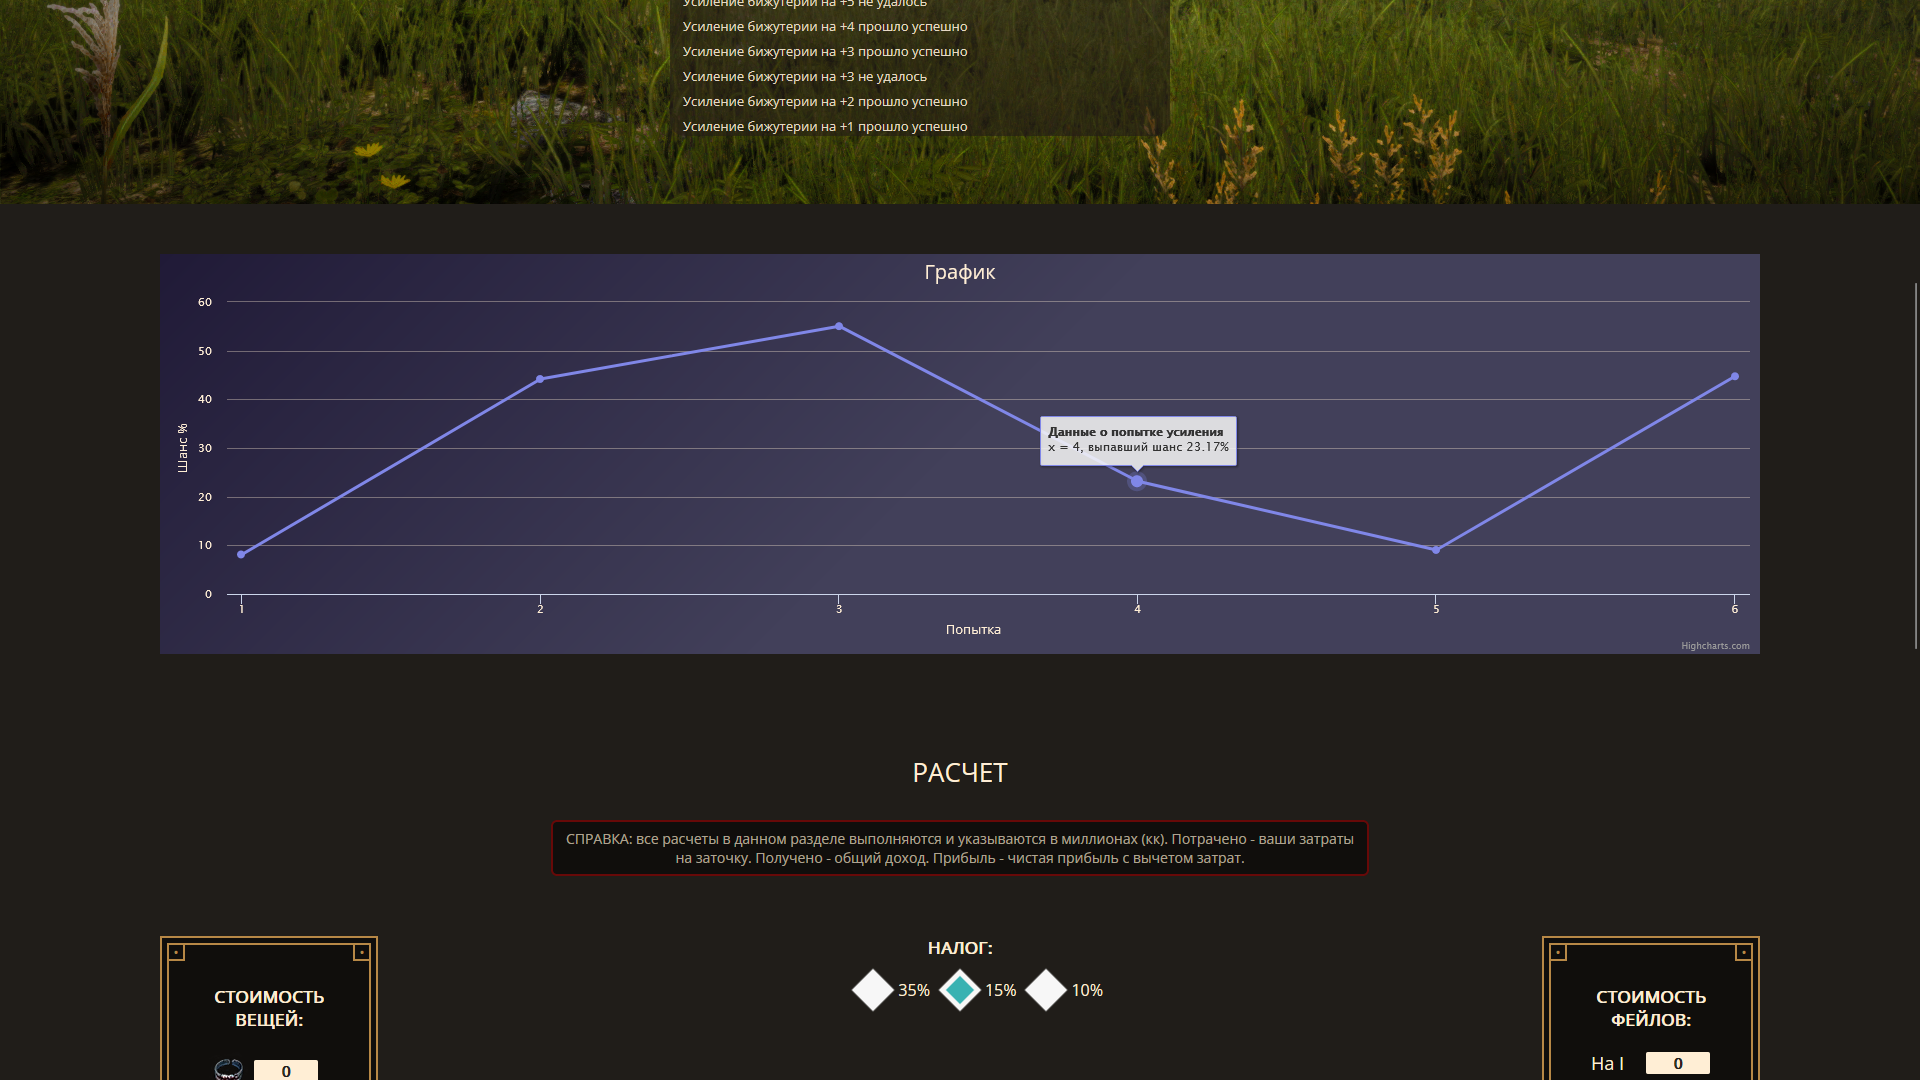 Усиление бижутерии на +5 не удалось
Усиление бижутерии на +4 прошло успешно
Усиление бижутерии на +3 прошло успешно
Усиление бижутерии на +3 не удалось
Усиление бижутерии на +2 прошло успешно
Усиление бижутерии на +1 прошло успешно
График
60
50
40
30
20
10
0
Шанс %
Данные о попытке усиления
x = 4, выпавший шанс 23.17%
1 2 3 4 5 6
Попытка
Highcharts.com
РАСЧЕТ
СПРАВКА: все расчеты в данном разделе выполняются и указываются в миллионах (кк). Потрачено - ваши затраты
на заточку. Получено - общий доход. Прибыль - чистая прибыль с вычетом затрат.
СТОИМОСТЬ
ВЕЩЕЙ:
0
НАЛОГ:
35% 15% 10%
СТОИМОСТЬ
ФЕЙЛОВ:
На I 0